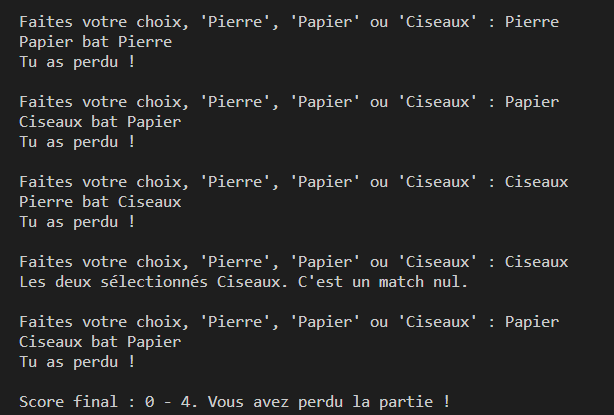 Faites votre choix, 'Pierre', 'Papier' ou 'Ciseaux' : Pierre
Papier bat Pierre
Tu as perdu !
Faites votre choix, 'Pierre', 'Papier' ou 'Ciseaux' : Papier
Ciseaux bat Papier
Tu as perdu !
Faites votre choix, 'Pierre', 'Papier' ou 'Ciseaux' : Ciseaux
Pierre bat Ciseaux
Tu as perdu !
Faites votre choix, 'Pierre', 'Papier' ou 'Ciseaux' : Ciseaux
Les deux sélectionnés Ciseaux. C'est un match nul.
Faites votre choix, 'Pierre', 'Papier' ou 'Ciseaux' : Papier
Ciseaux bat Papier
Tu as perdu !
Score final : 0 - 4. Vous avez perdu la partie !